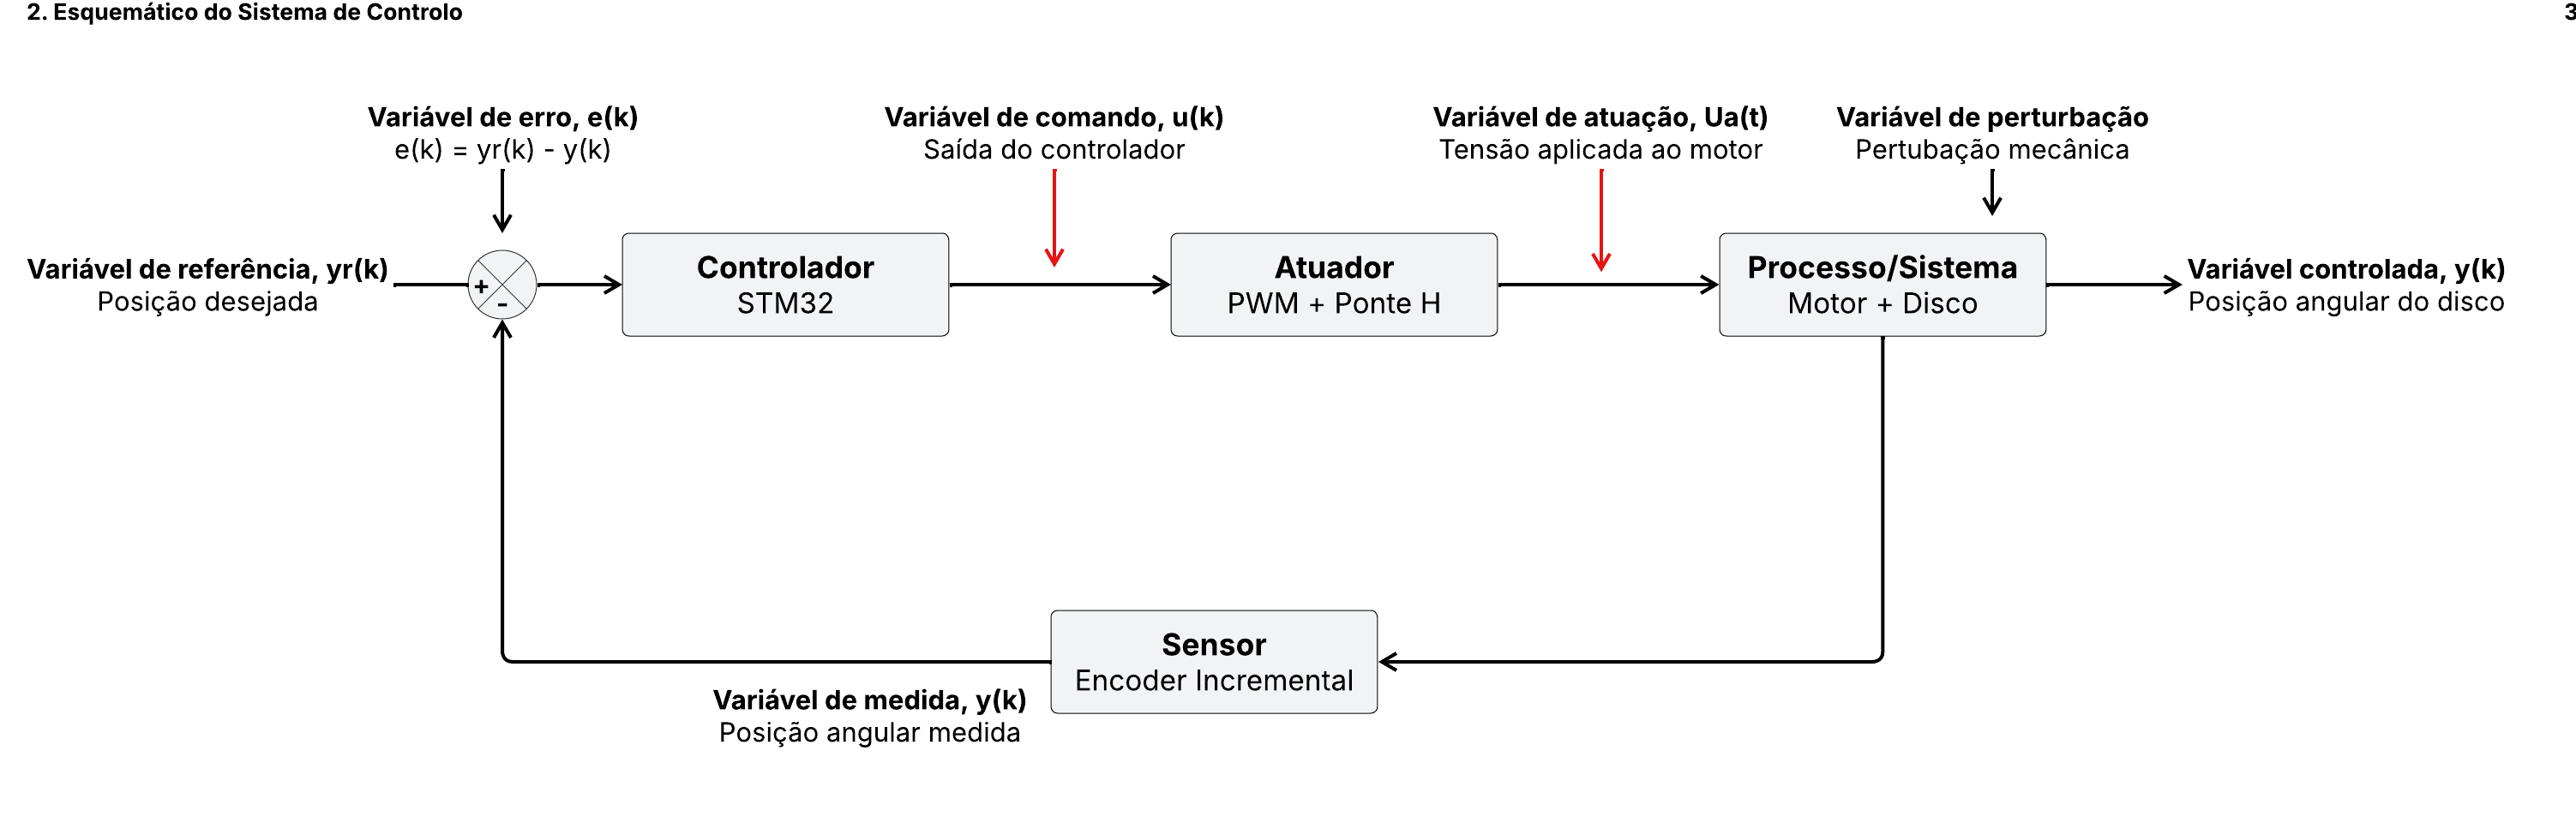 2. Esquemático do Sistema de Controlo
3
Variável de erro, e(k)
e(k) = yr(k) - y(k)
Variável de comando, u(k)
Saída do controlador
Variável de atuação, Ua(t)
Tensão aplicada ao motor
Variável de perturbação
Pertubação mecânica
Variável de referência, yr(k)
Posição desejada
+
-
Controlador
STM32
Atuador
PWM + Ponte H
Processo/Sistema
Motor + Disco
Variável controlada, y(k)
Posição angular do disco
Sensor
Encoder Incremental
Variável de medida, y(k)
Posição angular medida